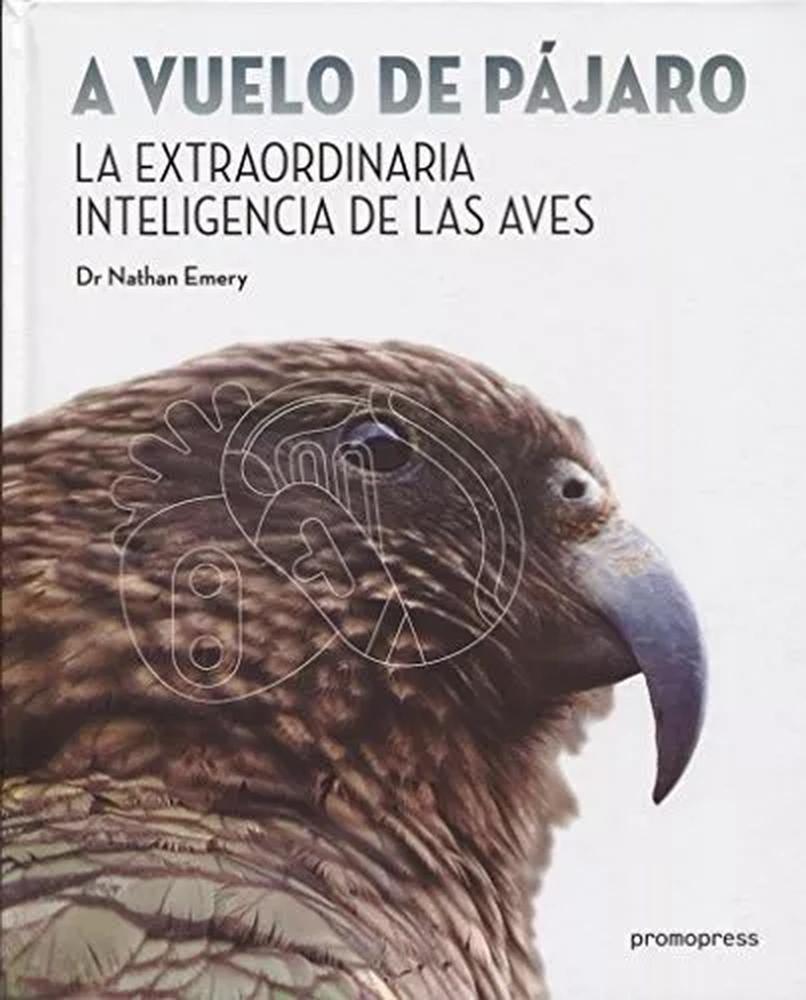 A VUELO DE PÁJARO
LA EXTRAORDINARIA
INTELIGENCIA DE LAS AVES
Dr Nathan Emery
promopress